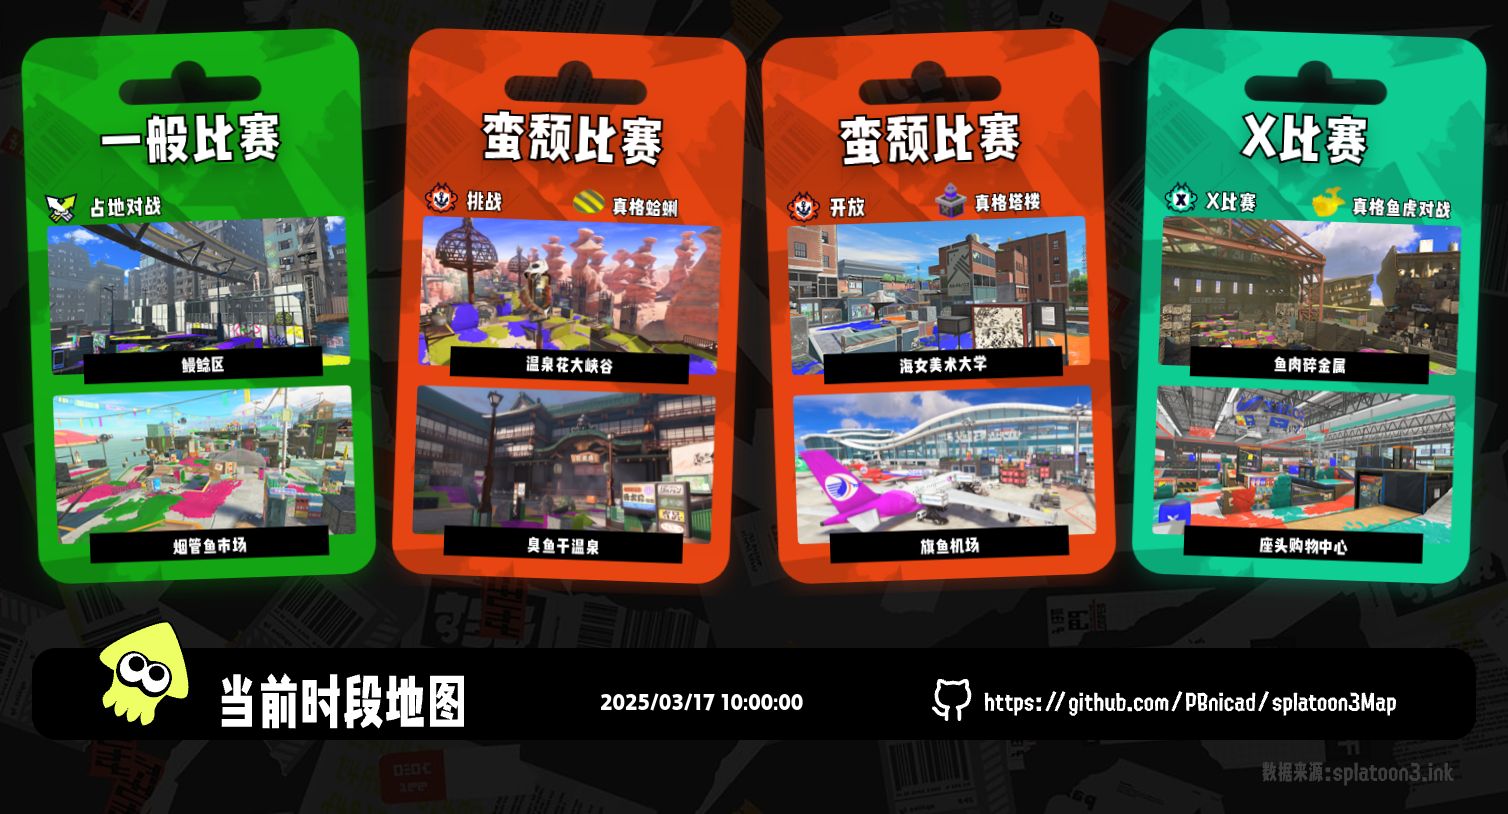 一般比赛
占地对战
鳗鲶区
烟管鱼市场
蛮颓比赛
挑战
真格蛤蜊
温泉花大峡谷
臭鱼干温泉
蛮颓比赛
开放
真格塔楼
海女美术大学
旗鱼机场
X比赛
X比赛
真格鱼虎对战
鱼肉碎金属
座头购物中心
当前时段地图
2025/03/17 10:00:00
https://github.com/PBnicad/splatoon3Map
数据来源:splatoon3.ink